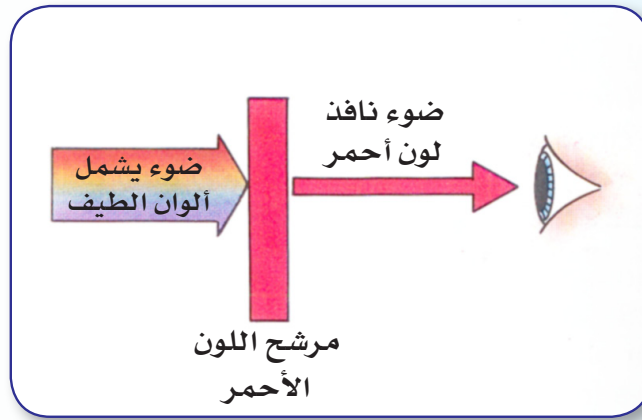 ضوء نافذ
لون أحمر
ضوء يشمل
ألوان الطيف
مرشح اللون
الأحمر